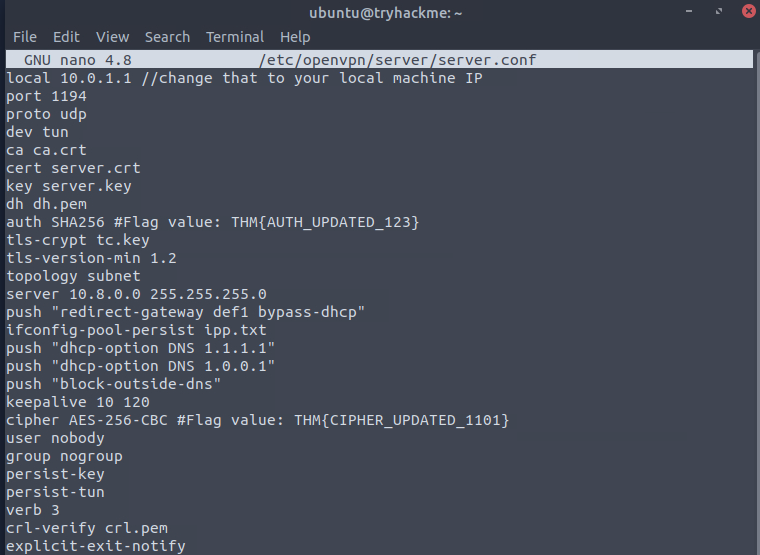 ubuntu@tryhackme: ~
File Edit View Search Terminal Help
GNU nano 4.8 /etc/openvpn/server/server.conf
local 10.0.1.1 //change that to your local machine IP
port 1194
proto udp
dev tun
ca ca.crt
cert server.crt
key server.key
dh dh.pem
auth SHA256 #Flag value: THM{AUTH_UPDATED_123}
tls-crypt tc.key
tls-version-min 1.2
topology subnet
server 10.8.0.0 255.255.255.0
push "redirect-gateway def1 bypass-dhcp"
ifconfig-pool-persist ipp.txt
push "dhcp-option DNS 1.1.1.1"
push "dhcp-option DNS 1.0.0.1"
push "block-outside-dns"
keepalive 10 120
cipher AES-256-CBC #Flag value: THM{CIPHER_UPDATED_1101}
user nobody
group nogroup
persist-key
persist-tun
verb 3
crl-verify crl.pem
explicit-exit-notify